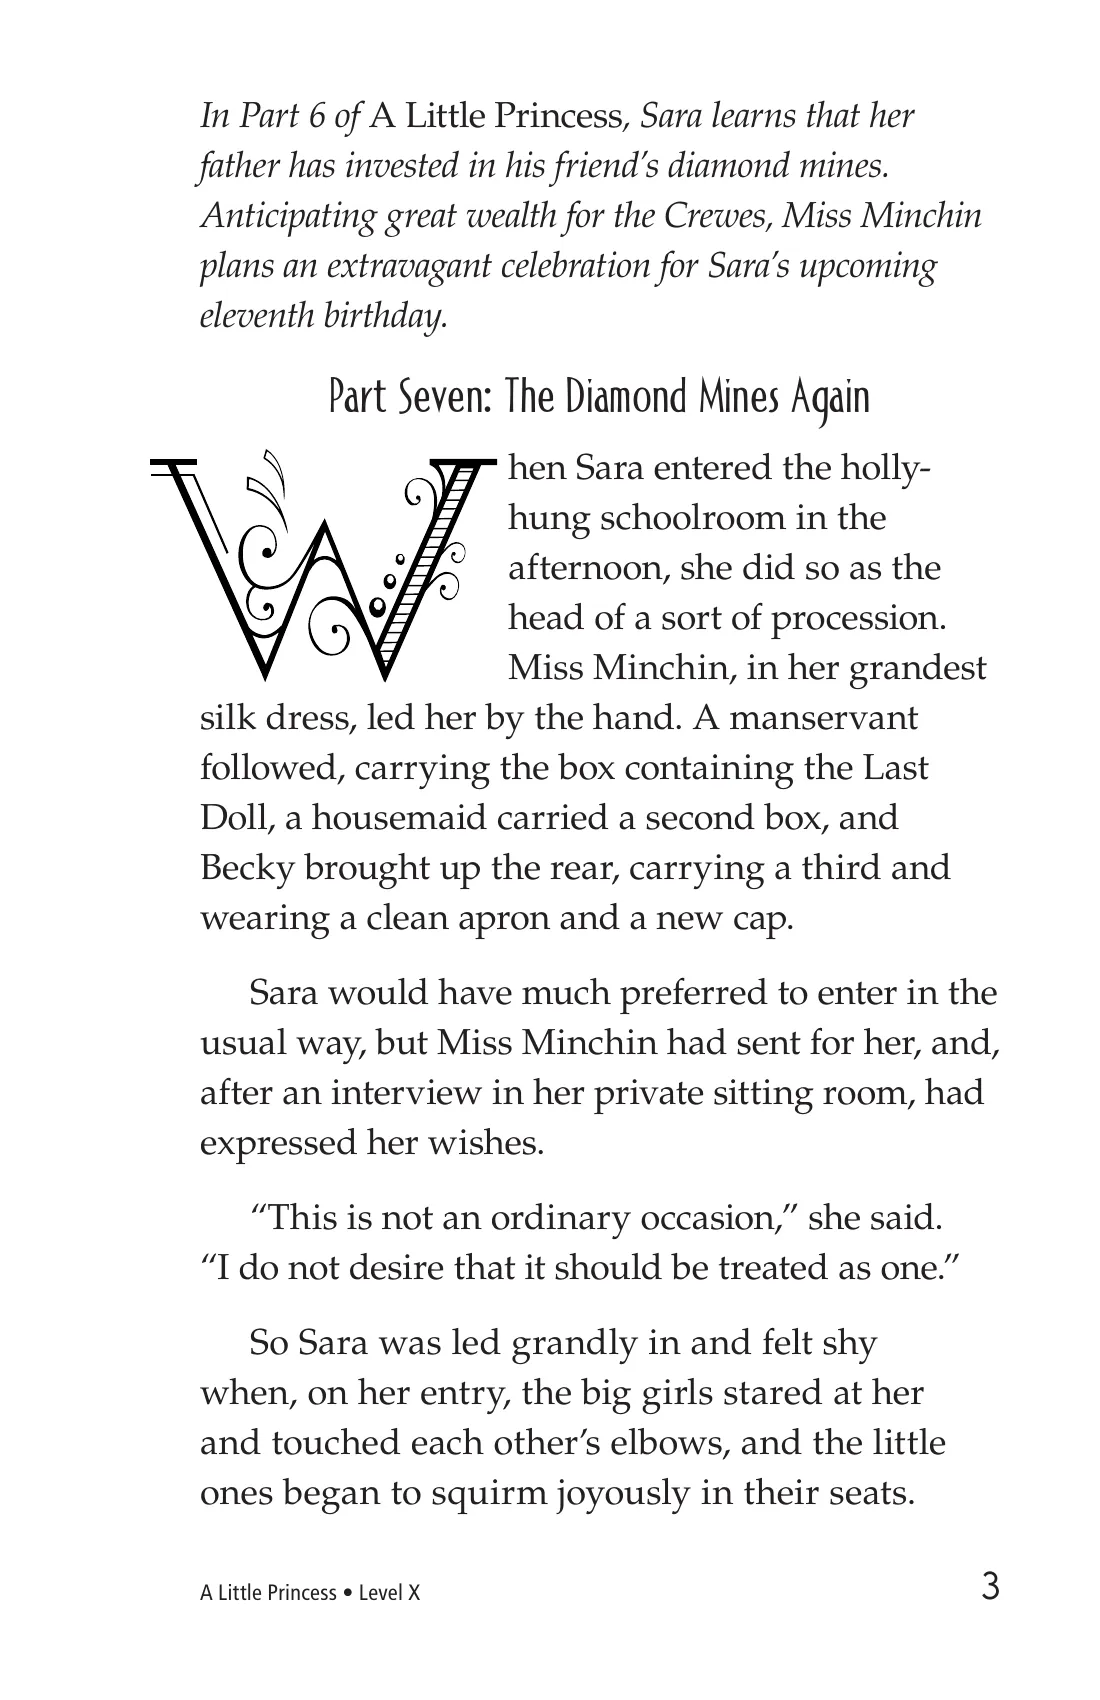 In Part 6 of A Little Princess, Sara learns that her
father has invested in his friend’s diamond mines.
Anticipating great wealth for the Crewes, Miss Minchin
plans an extravagant celebration for Sara’s upcoming
eleventh birthday.
Part Seven: The Diamond Mines Again
When Sara entered the holly-
hung schoolroom in the
afternoon, she did so as the
head of a sort of procession.
Miss Minchin, in her grandest
silk dress, led her by the hand. A manservant
followed, carrying the box containing the Last
Doll, a housemaid carried a second box, and
Becky brought up the rear, carrying a third and
wearing a clean apron and a new cap.
Sara would have much preferred to enter in the
usual way, but Miss Minchin had sent for her, and,
after an interview in her private sitting room, had
expressed her wishes.
“This is not an ordinary occasion,” she said.
“I do not desire that it should be treated as one.”
So Sara was led grandly in and felt shy
when, on her entry, the big girls stared at her
and touched each other’s elbows, and the little
ones began to squirm joyously in their seats.
A Little Princess • Level X
3